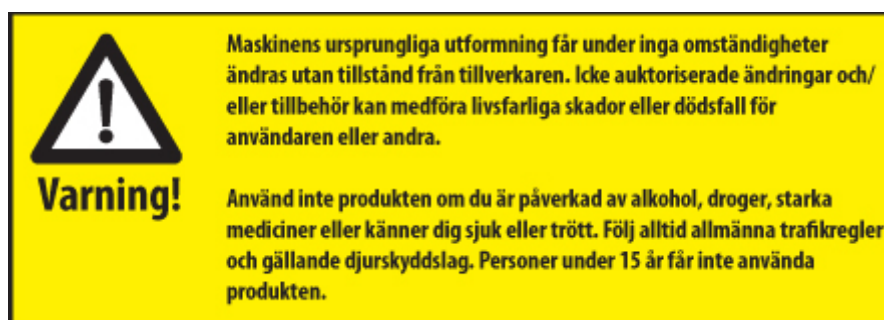 Varning!
Maskinens ursprungliga utformning får under inga omständigheter
ändras utan tillstånd från tillverkaren. Icke auktoriserade ändringar och/
eller tillbehör kan medföra livsfarliga skador eller dödsfall för
användaren eller andra.
Använd inte produkten om du är påverkad av alkohol, droger, starka
mediciner eller känner dig sjuk eller trött. Följ alltid allmänna trafikregler
och gällande djurskyddslag. Personer under 15 år får inte använda
produkten.